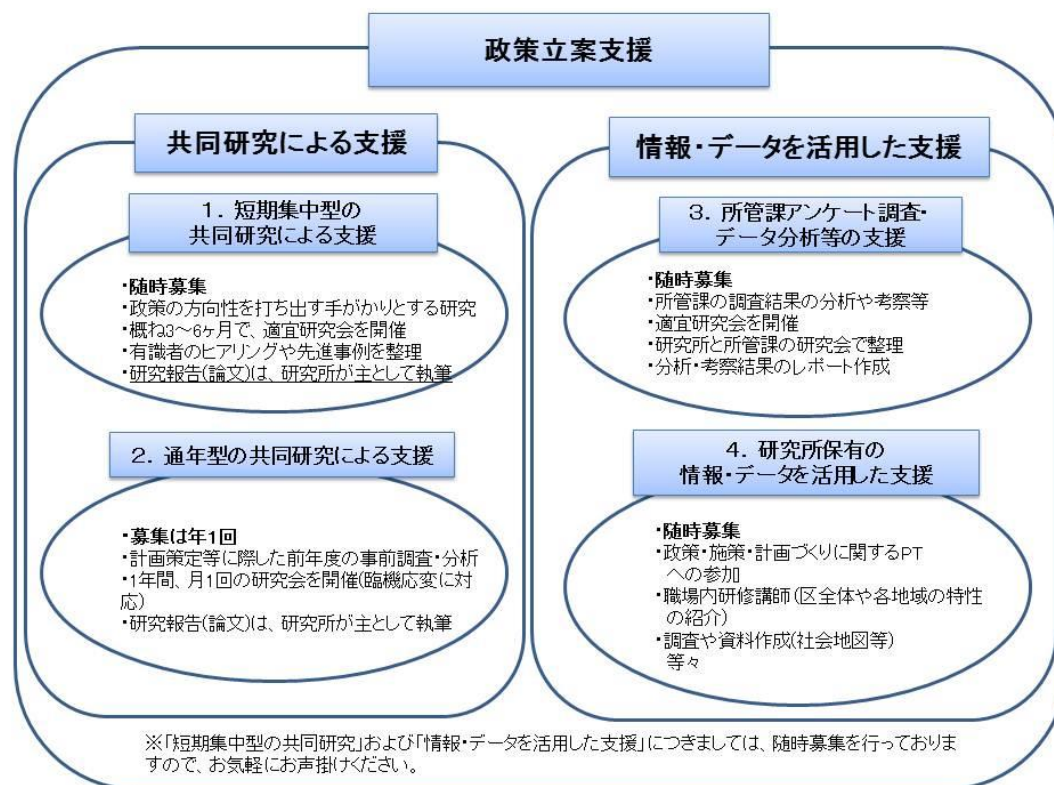 政策立案支援
共同研究による支援
1．短期集中型の
共同研究による支援
・随時募集
・政策の方向性を打ち出す手がかりとする研究
・概ね3～6ヶ月で、適宜研究会を開催
・有識者のヒアリングや先進事例を整理
・研究報告(論文)は、研究所が主として執筆
2．通年型の共同研究による支援
・募集は年1回
・計画策定等に際した前年度の事前調査・分析
・1年間、月1回の研究会を開催(臨機応変に対
応)
・研究報告(論文)は、研究所が主として執筆
情報・データを活用した支援
3．所管課アンケート調査・
データ分析等の支援
・随時募集
・所管課の調査結果の分析や考察等
・適宜研究会を開催
・研究所と所管課の研究会で整理
・分析・考察結果のレポート作成
4．研究所保有の
情報・データを活用した支援
・随時募集
・政策・施策・計画づくりに関するPT
への参加
・職場内研修講師(区全体や各地域の特性
の紹介)
・調査や資料作成(社会地図等)
等々
※「短期集中型の共同研究」および「情報・データを活用した支援」につきましては、随時募集を行っておりま
すので、お気軽にお声掛けください。